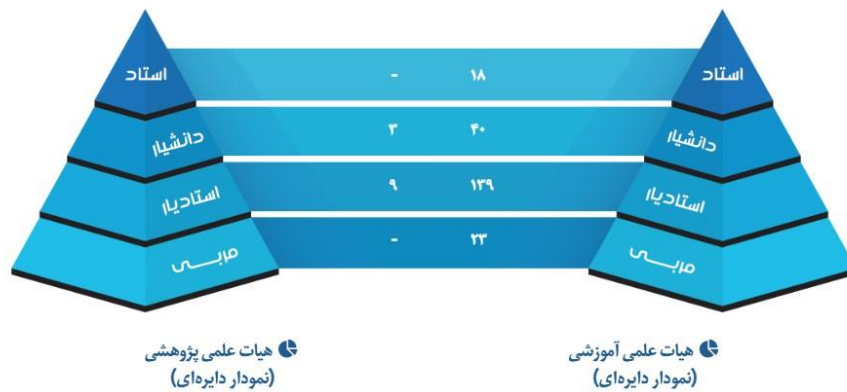 استاد ۱۸ - استاد
دانشیار ۴۰ ۳ دانشیار
استادیار ۱۳۹ ۹ استادیار
مربی ۲۳ - مربی
هیات علمی آموزشی
(نمودار دایره‌ای)
هیات علمی پژوهشی
(نمودار دایره‌ای)